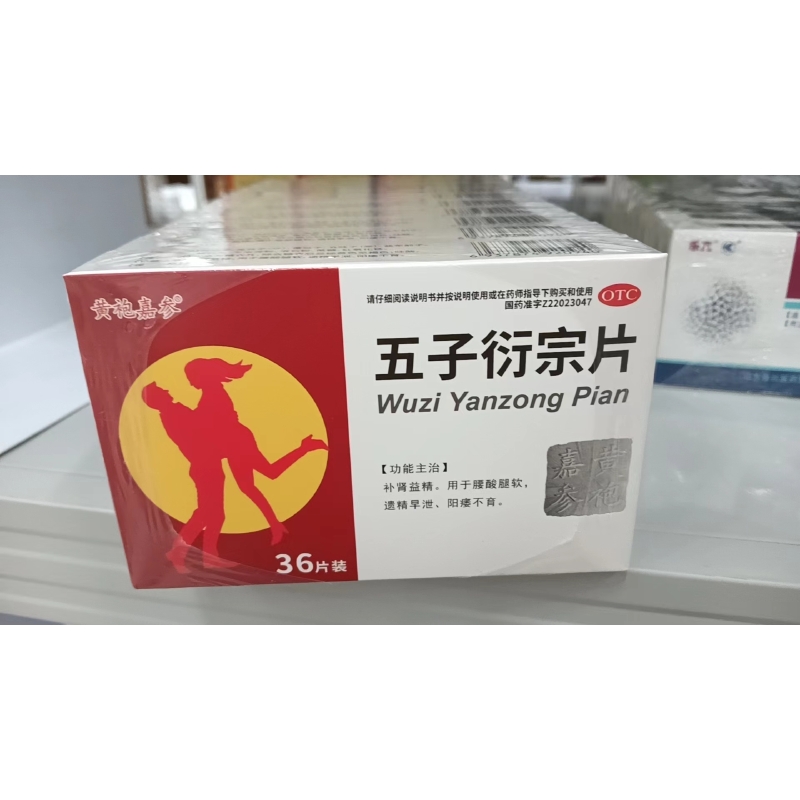 黄袍嘉参®
请仔细阅读说明书并按说明使用或在药师指导下购买和使用
国药准字Z22023047
OTC
五子衍宗片
Wuzi Yanzong Pian
【功能主治】
补肾益精。用于腰酸腿软，
遗精早泄、阳痿不育。
黄袍
嘉参
36片装